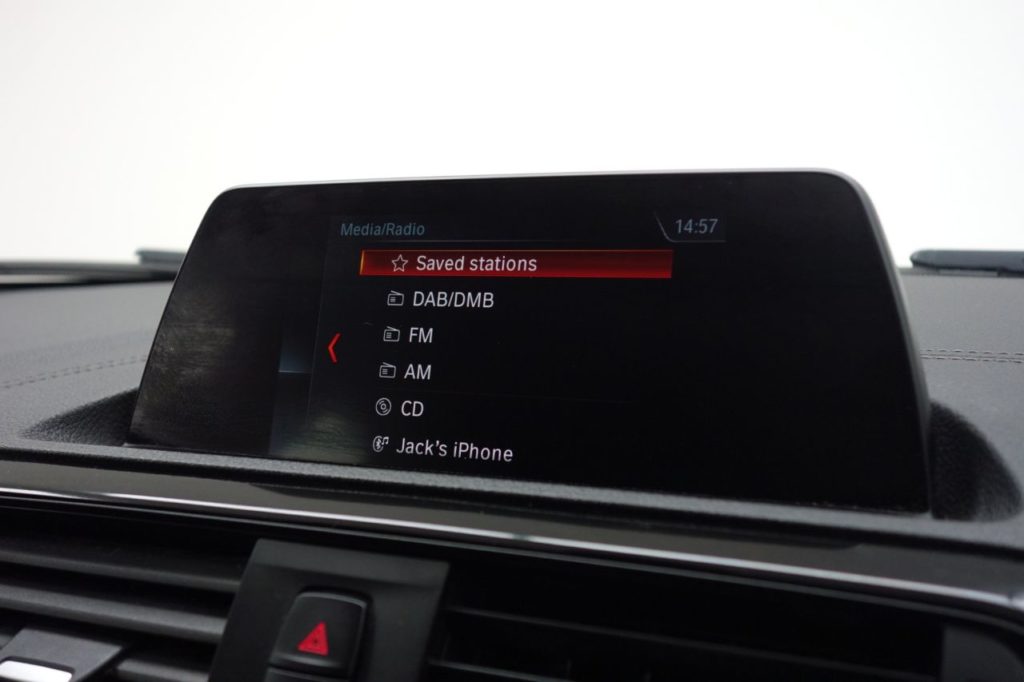 Media/Radio
14:57
Saved stations
DAB/DMB
FM
AM
CD
Jack's iPhone